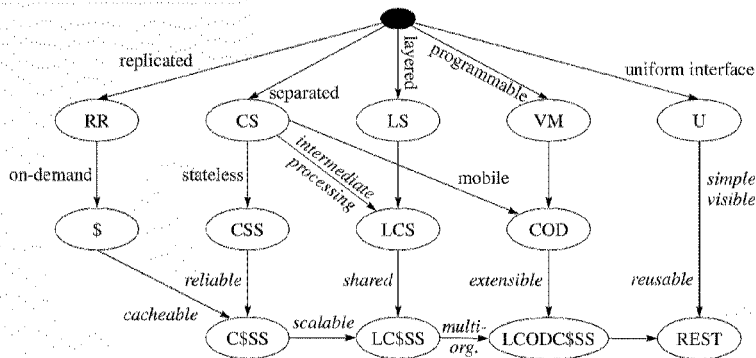 replicated
layered
programmable
separated
uniform interface
RR
CS
LS
VM
U
on-demand
stateless
intermediate
processing
mobile
simple
visible
$
CSS
LCS
COD
cacheable
reliable
shared
extensible
reusable
C$SS
scalable
LC$SS
multi-
org.
LCODC$SS
REST